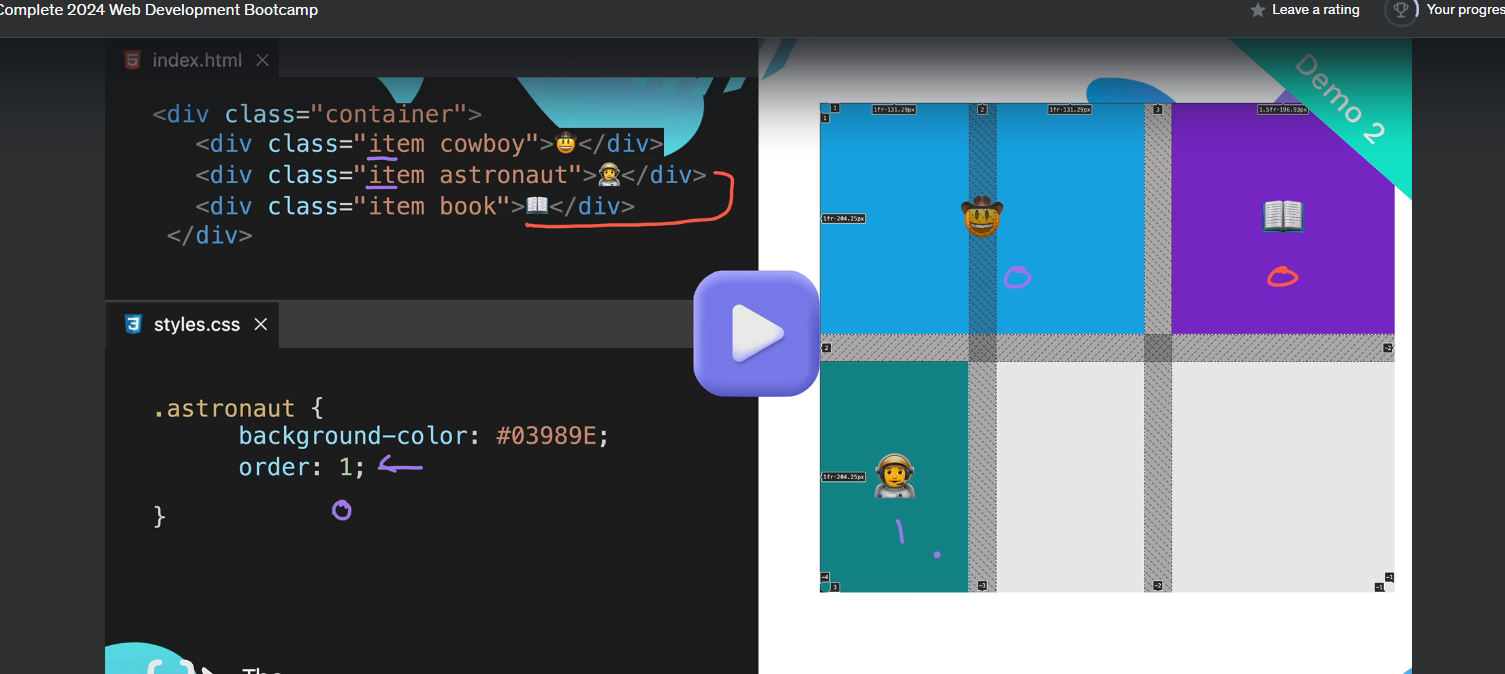 Complete 2024 Web Development Bootcamp
Leave a rating
Your progres
index.html
<div class="container">
<div class="item cowboy">🤠</div>
<div class="item astronaut">🧑‍🚀</div>
<div class="item book">📖</div>
</div>
styles.css
.astronaut {
background-color: #03989E;
order: 1;
}
Demo 2
1
1fr-131.29px
2
1fr-131.29px
3
1.5fr-196.93px
1
1fr-204.25px
0
0
2
-2
1fr-204.25px
0
1
-4
3
-3
-2
-1
-1
The